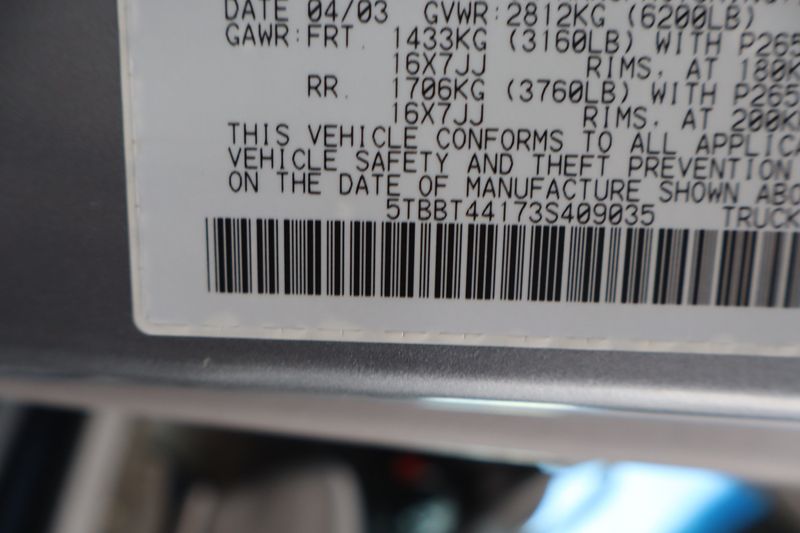 DATE 04/03 GVWR:2812KG (6200LB)
GAWR:FRT. 1433KG (3160LB) WITH P265
16X7JJ RIMS, AT 180K
RR. 1706KG (3760LB) WITH P265
16X7JJ RIMS, AT 200K
THIS VEHICLE CONFORMS TO ALL APPLICA
VEHICLE SAFETY AND THEFT PREVENTION
ON THE DATE OF MANUFACTURE SHOWN ABO
5TBBT44173S409035 TRUCK